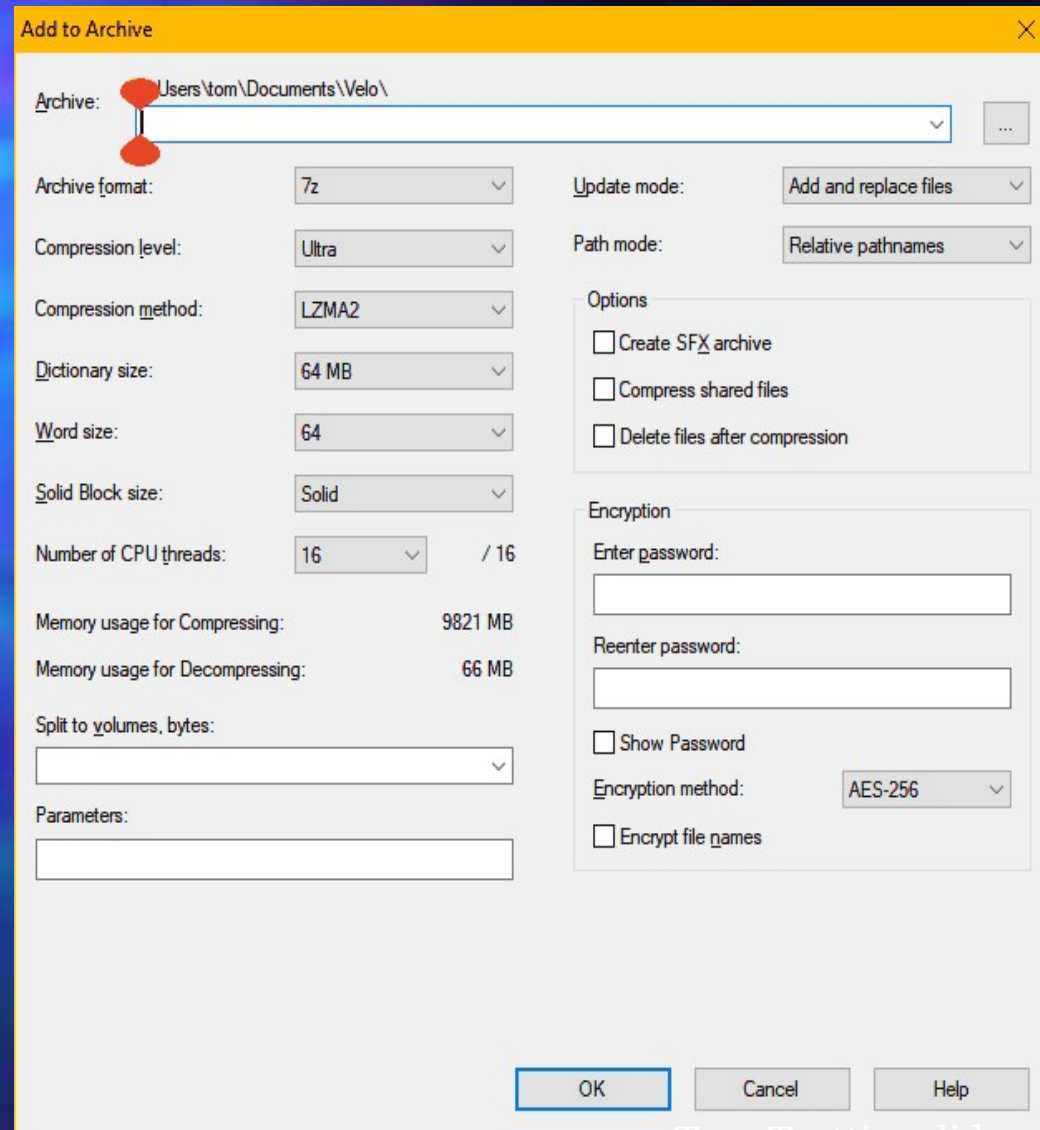 Add to Archive
Archive:
Users\tom\Documents\Velo\
...
Archive format:
7z
Update mode:
Add and replace files
Compression level:
Ultra
Path mode:
Relative pathnames
Compression method:
LZMA2
Options
Create SFX archive
Dictionary size:
64 MB
Compress shared files
Word size:
64
Delete files after compression
Solid Block size:
Solid
Encryption
Number of CPU threads:
16
/ 16
Enter password:
Memory usage for Compressing:
9821 MB
Reenter password:
Memory usage for Decompressing:
66 MB
Split to volumes, bytes:
Show Password
Encryption method:
AES-256
Parameters:
Encrypt file names
OK
Cancel
Help